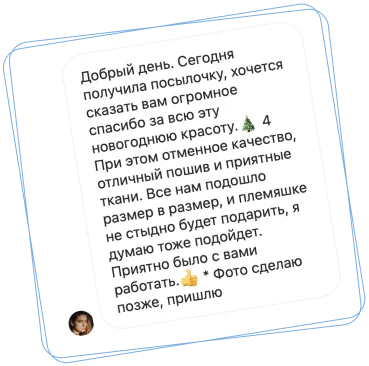 Добрый день. Сегодня
получила посылочку, хочется
сказать вам огромное
спасибо за всю эту
новогоднюю красоту.🎄 4
При этом отменное качество,
отличный пошив и приятные
ткани. Все нам подошло
размер в размер, и племяшке
не стыдно будет подарить, я
думаю тоже подойдет.
Приятно было с вами
работать.👍 * Фото сделаю
позже, пришлю